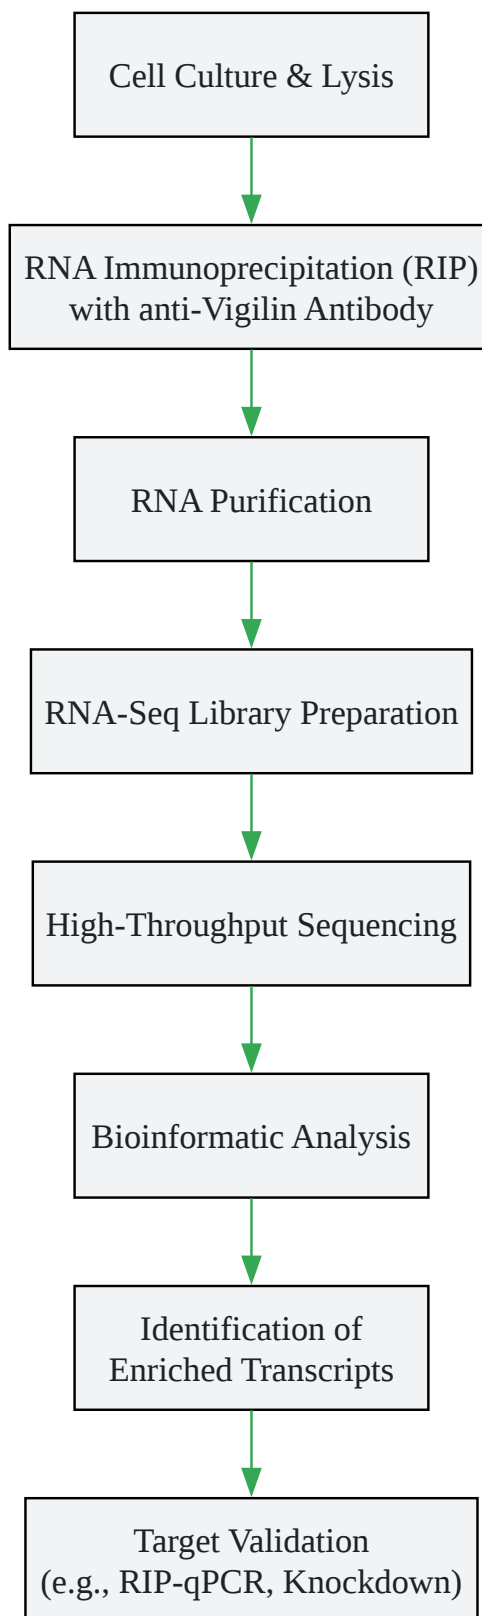 Cell Culture & Lysis
RNA Immunoprecipitation (RIP)
with anti-Vigilin Antibody
RNA Purification
RNA-Seq Library Preparation
High-Throughput Sequencing
Bioinformatic Analysis
Identification of
Enriched Transcripts
Target Validation
(e.g., RIP-qPCR, Knockdown)